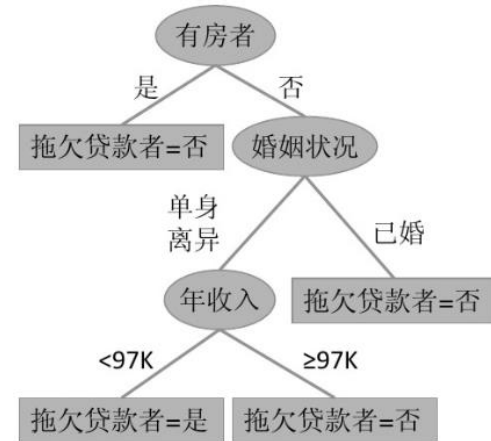 有房者
是
否
拖欠贷款者=否
婚姻状况
单身
离异
已婚
年收入
拖欠贷款者=否
<97K
≥97K
拖欠贷款者=是
拖欠贷款者=否